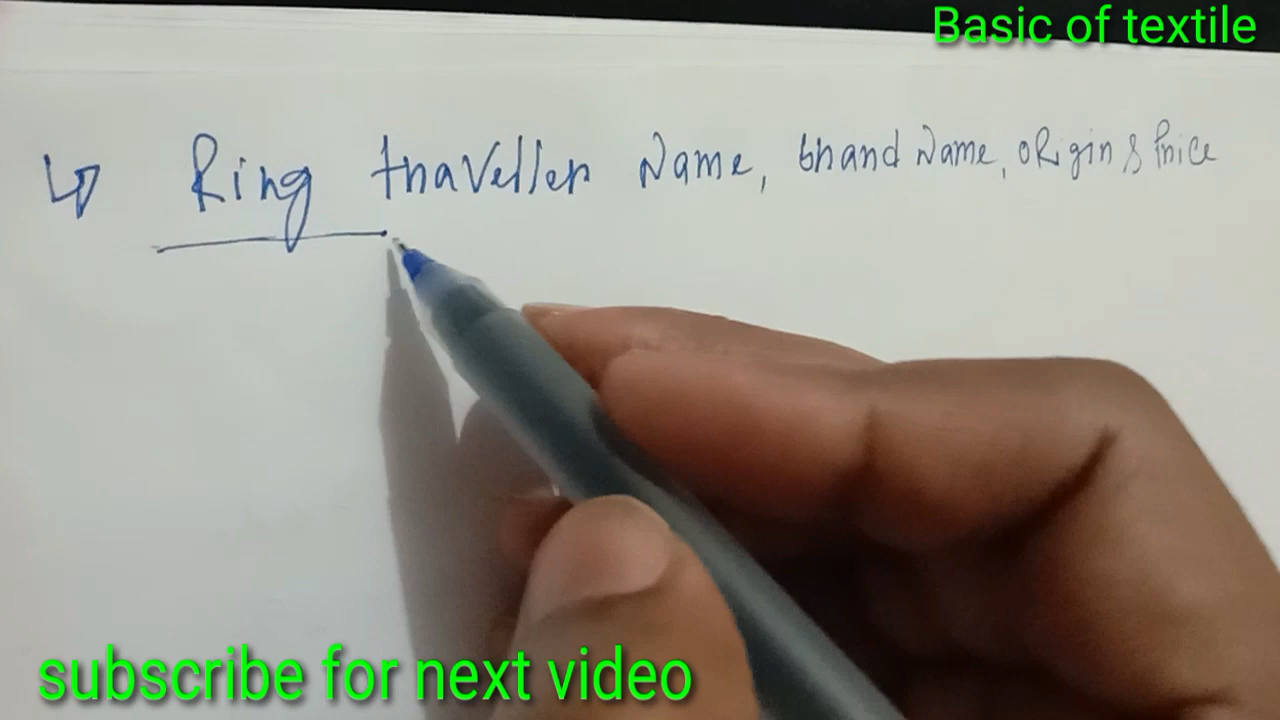 Basic of textile
Ring traveller Name, brand Name, oRigin & Price
subscribe for next video